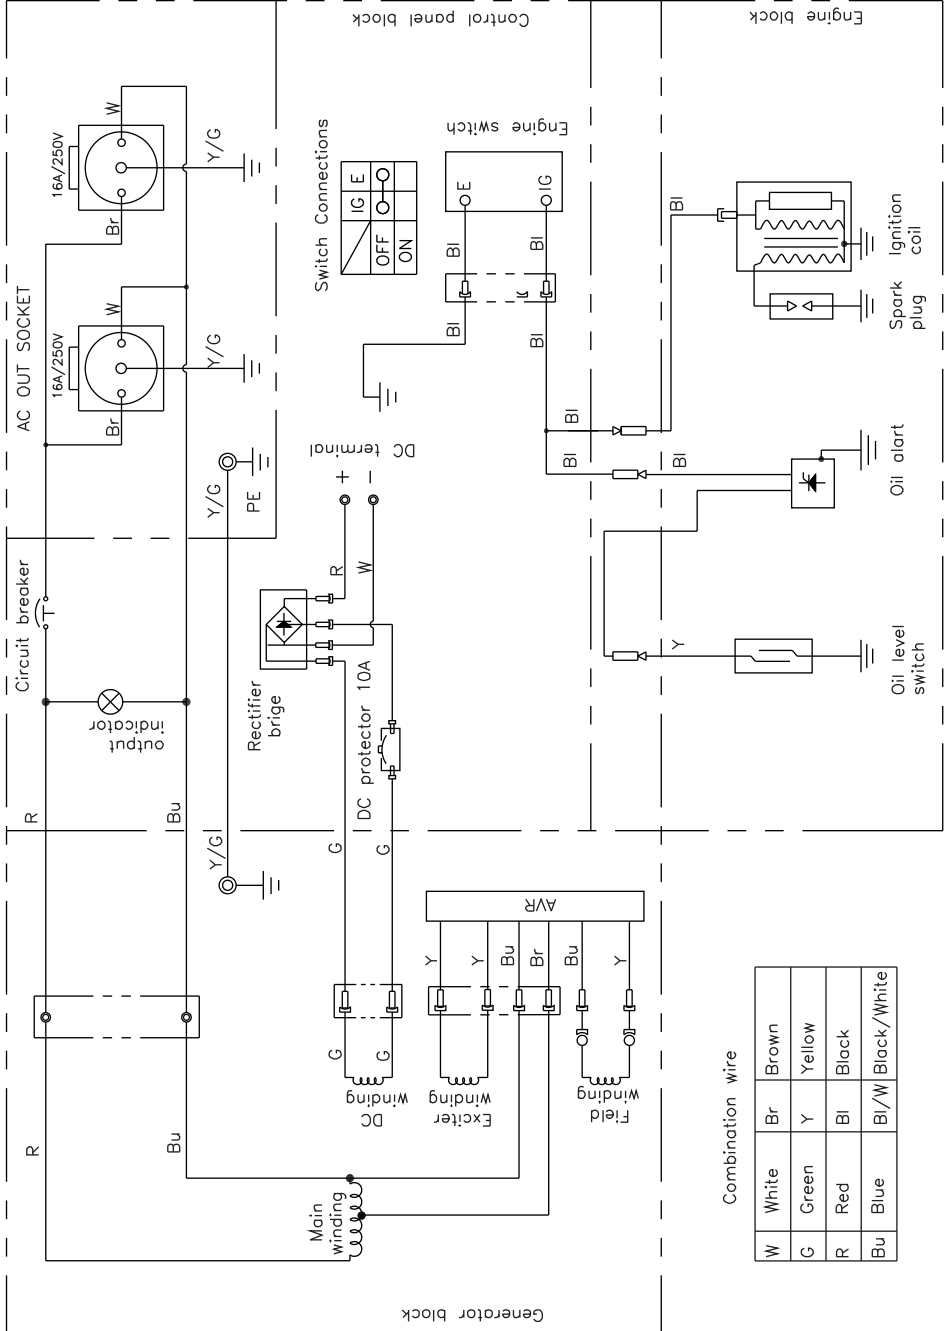 Control panel block
Engine block
AC OUT SOCKET
16A/250V
W
Br
Y/G
16A/250V
W
Br
Y/G
Switch Connections
IG
E
OFF
ON
Engine switch
E
IG
Bl
Bl
Bl
Bl
Bl
Bl
Bl
Bl
Ignition
coil
Spark
plug
Oil alart
Oil level
switch
Y
DC terminal
+
−
R
W
PE
Y/G
Y/G
Circuit breaker
output
indicator
Rectifier
brige
DC protector 10A
R
Bu
G
G
AVR
Y
Y
Bu
Br
Bu
Y
G
G
DC
winding
Exciter
winding
Field
winding
R
Bu
Main
winding
Generator block
Combination wire
W White Br Brown
G Green Y Yellow
R Red Bl Black
Bu Blue Bl/W Black/White